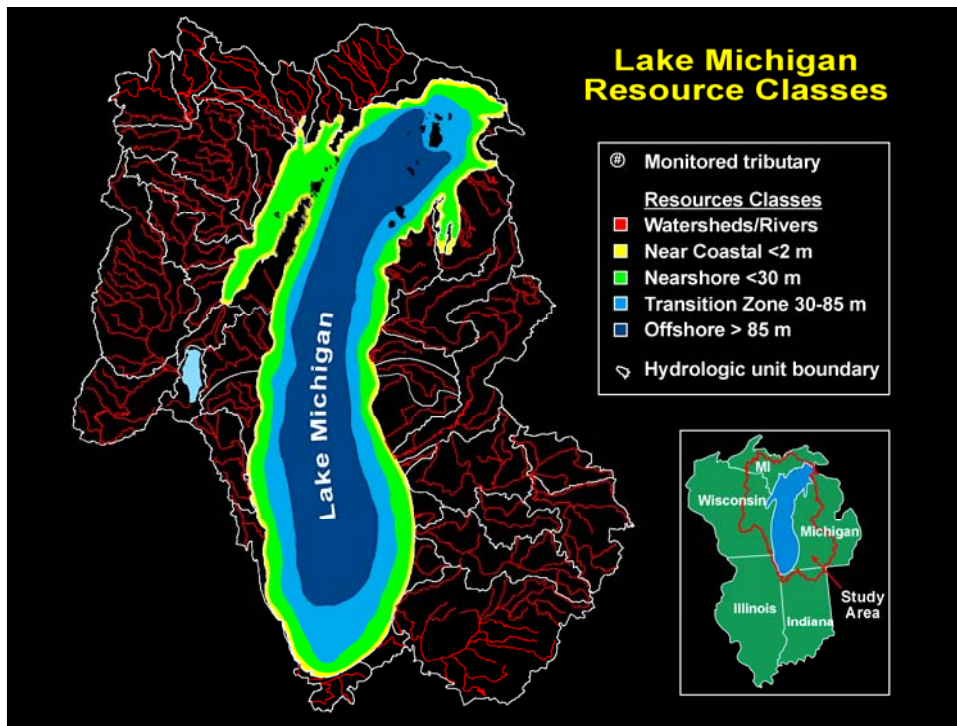 Lake Michigan
Resource Classes
# Monitored tributary
Resources Classes
Watersheds/Rivers
Near Coastal <2 m
Nearshore <30 m
Transition Zone 30-85 m
Offshore > 85 m
Hydrologic unit boundary
Lake Michigan
MI
Wisconsin
Michigan
Study
Area
Illinois
Indiana